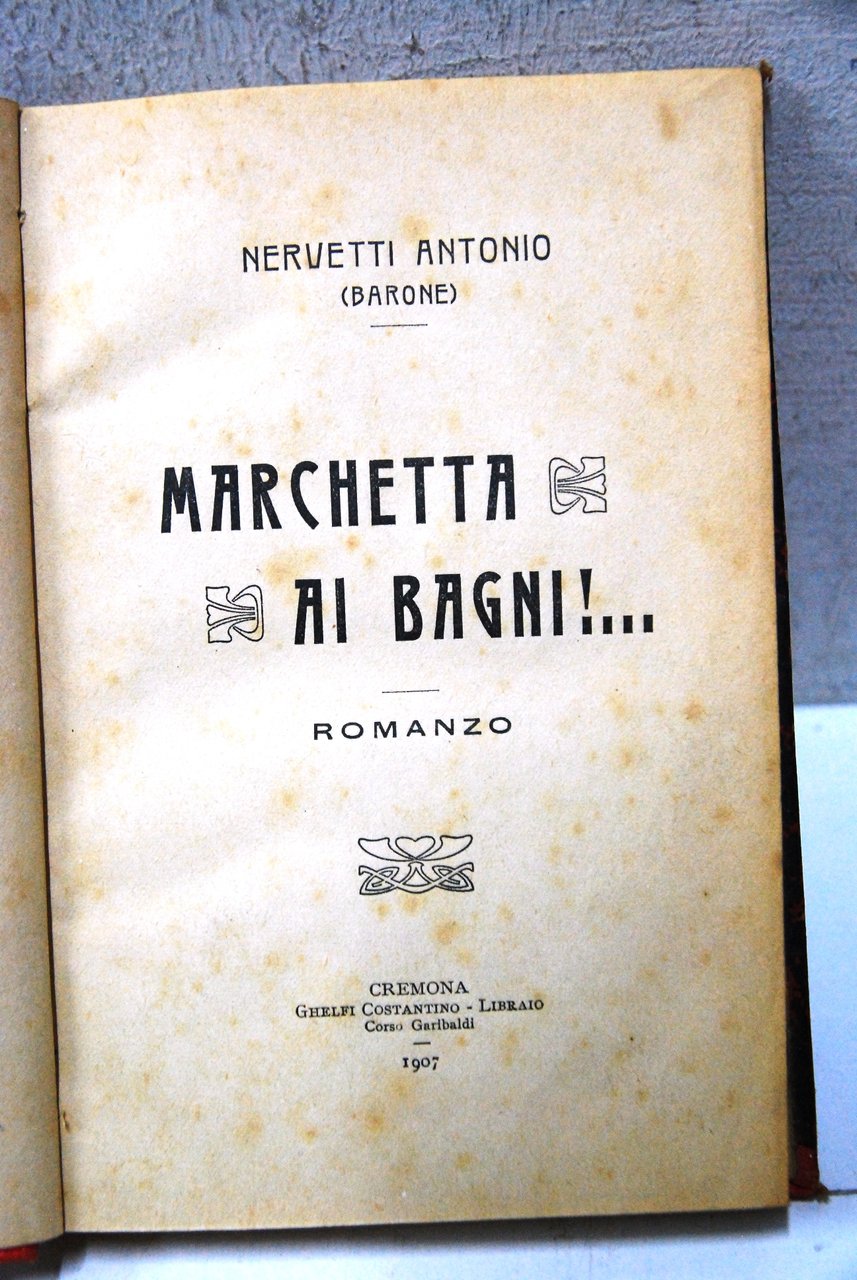 NERVETTI ANTONIO
(BARONE)
MARCHETTA
AI BAGNI!....
ROMANZO
CREMONA
GHELFI COSTANTINO - LIBRAIO
Corso Garibaldi
1907